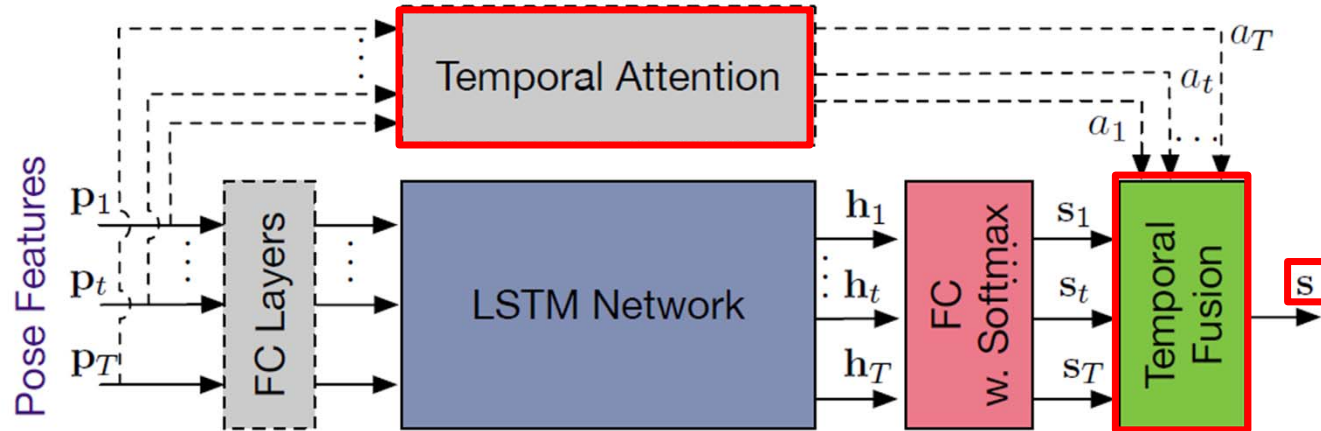 Temporal Attention
a_T
a_t
a_1
. . .
Pose Features
p_1
p_t
p_T
FC Layers
LSTM Network
h_1
h_t
h_T
FC
w. Softmax
s_1
s_t
s_T
Temporal
Fusion
s